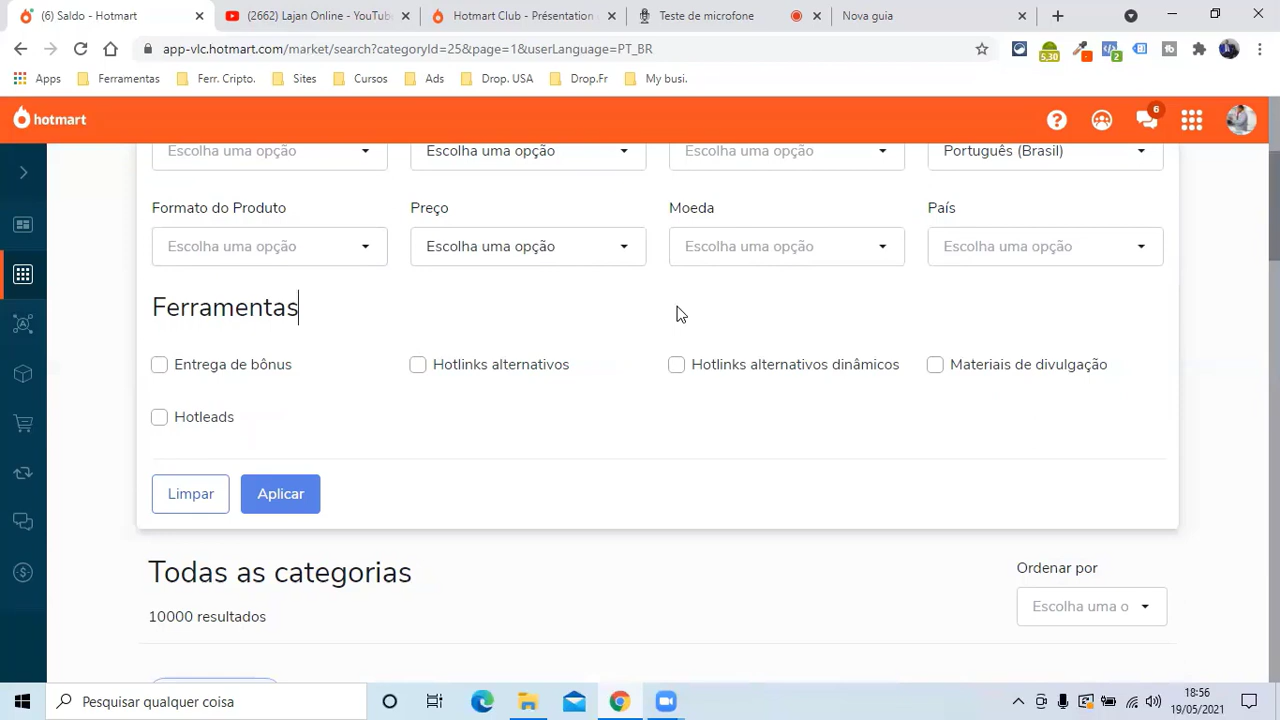 (6) Saldo - Hotmart
(2662) Lajan Online - YouTube
Hotmart Club - Présentation
Teste de microfone
Nova guia
app-vlc.hotmart.com/market/search?categoryId=25&page=1&userLanguage=PT_BR
5,30
2
Apps
Ferramentas
Ferr. Cripto.
Sites
Cursos
Ads
Drop. USA
Drop.Fr
My busi.
hotmart
6
Escolha uma opção
Escolha uma opção
Escolha uma opção
Português (Brasil)
Formato do Produto
Preço
Moeda
País
Escolha uma opção
Escolha uma opção
Escolha uma opção
Escolha uma opção
Ferramentas
Entrega de bônus
Hotlinks alternativos
Hotlinks alternativos dinâmicos
Materiais de divulgação
Hotleads
Limpar
Aplicar
Todas as categorias
Ordenar por
10000 resultados
Escolha uma o
Pesquisar qualquer coisa
18:56
19/05/2021